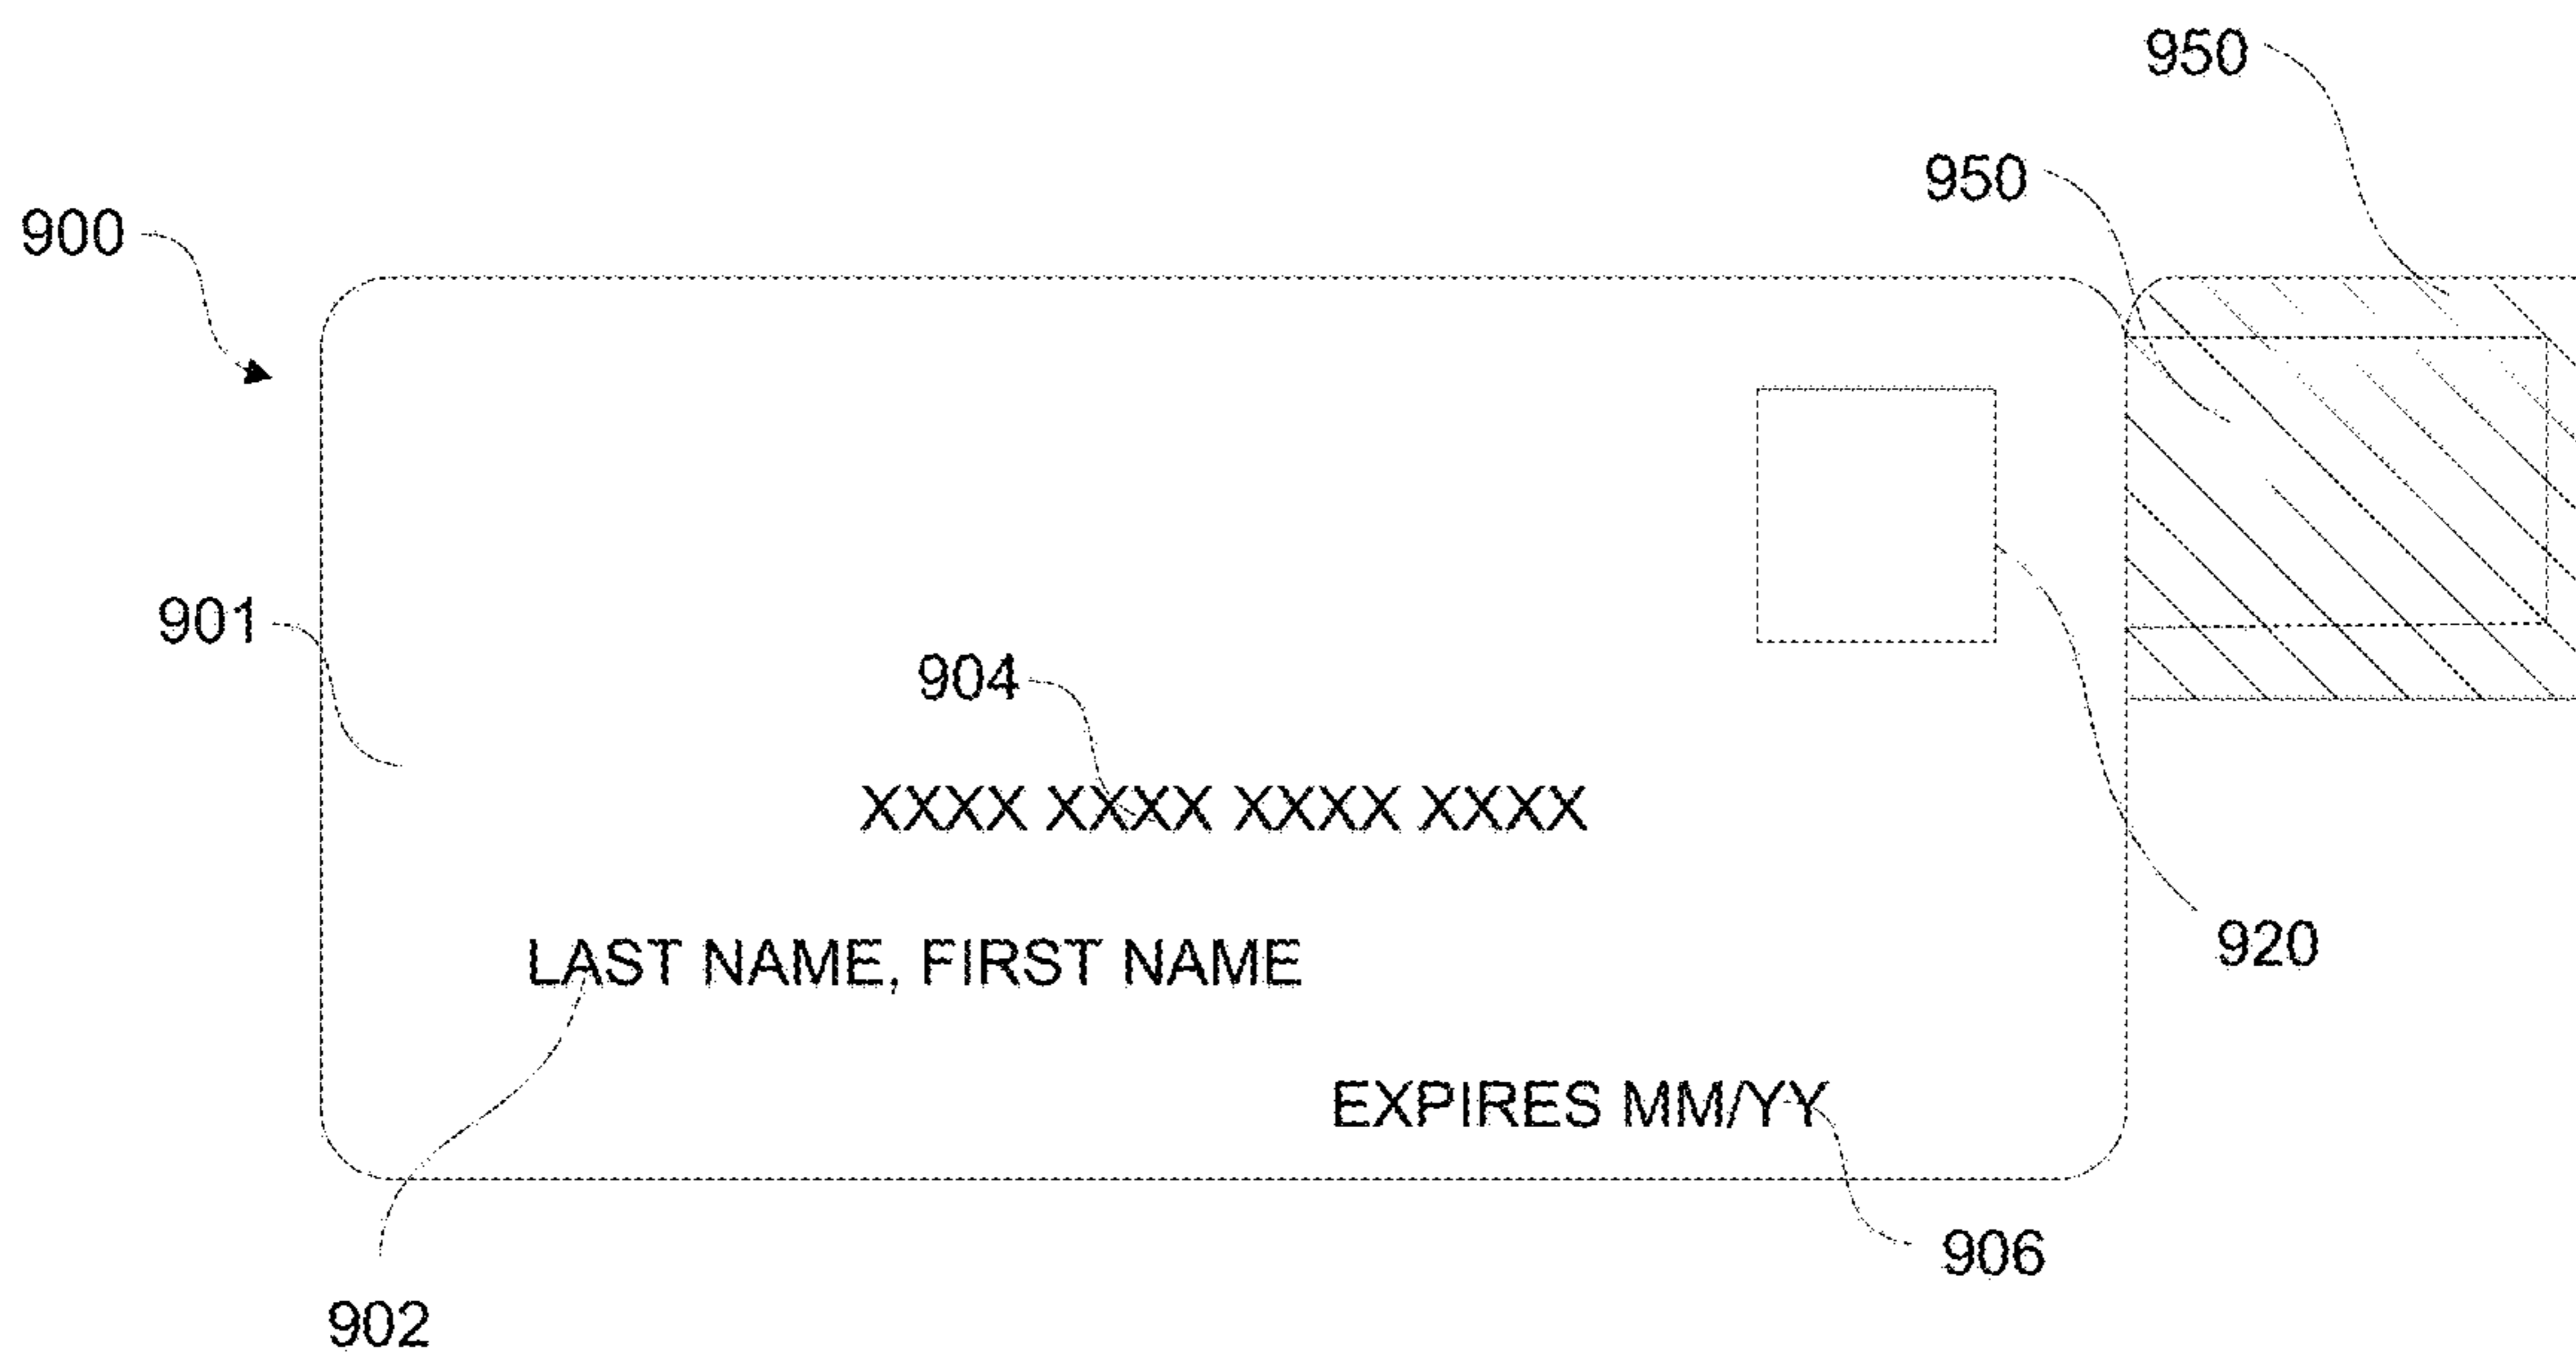 950
950
900
901
904
XXXX XXXX XXXX XXXX
LAST NAME, FIRST NAME
920
EXPIRES MM/YY
906
902